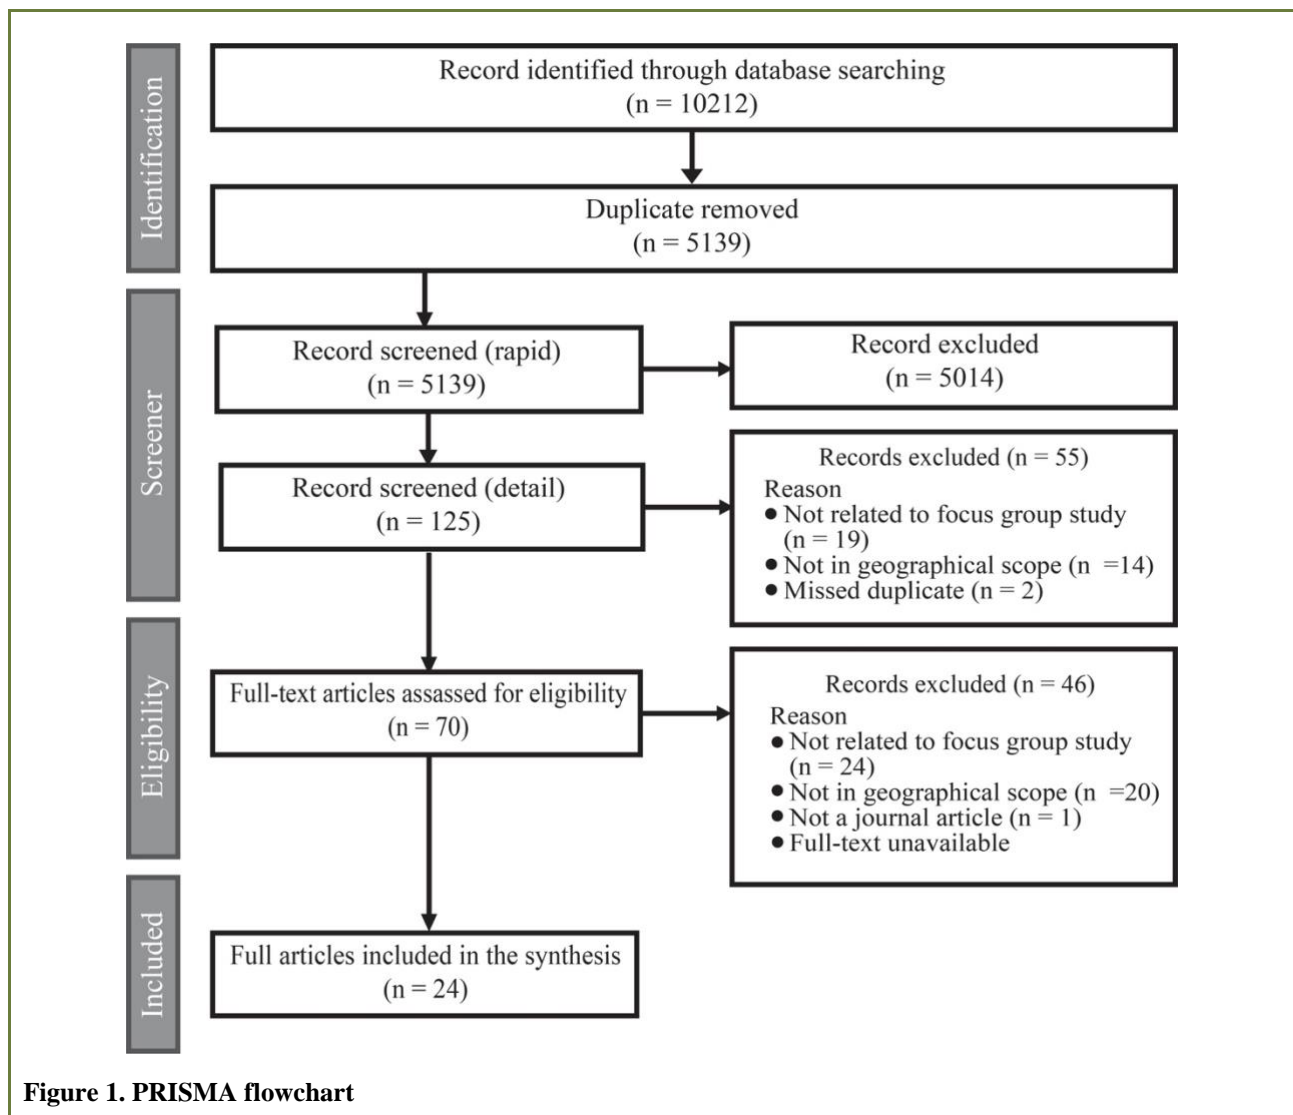 Identification
Record identified through database searching
(n = 10212)
Duplicate removed
(n = 5139)
Screener
Record screened (rapid)
(n = 5139)
Record excluded
(n = 5014)
Record screened (detail)
(n = 125)
Records excluded (n = 55)
Reason
● Not related to focus group study
(n = 19)
● Not in geographical scope (n =14)
● Missed duplicate (n = 2)
Eligibility
Full-text articles assassed for eligibility
(n = 70)
Records excluded (n = 46)
Reason
● Not related to focus group study
(n = 24)
● Not in geographical scope (n =20)
● Not a journal article (n = 1)
● Full-text unavailable
Included
Full articles included in the synthesis
(n = 24)
Figure 1. PRISMA flowchart